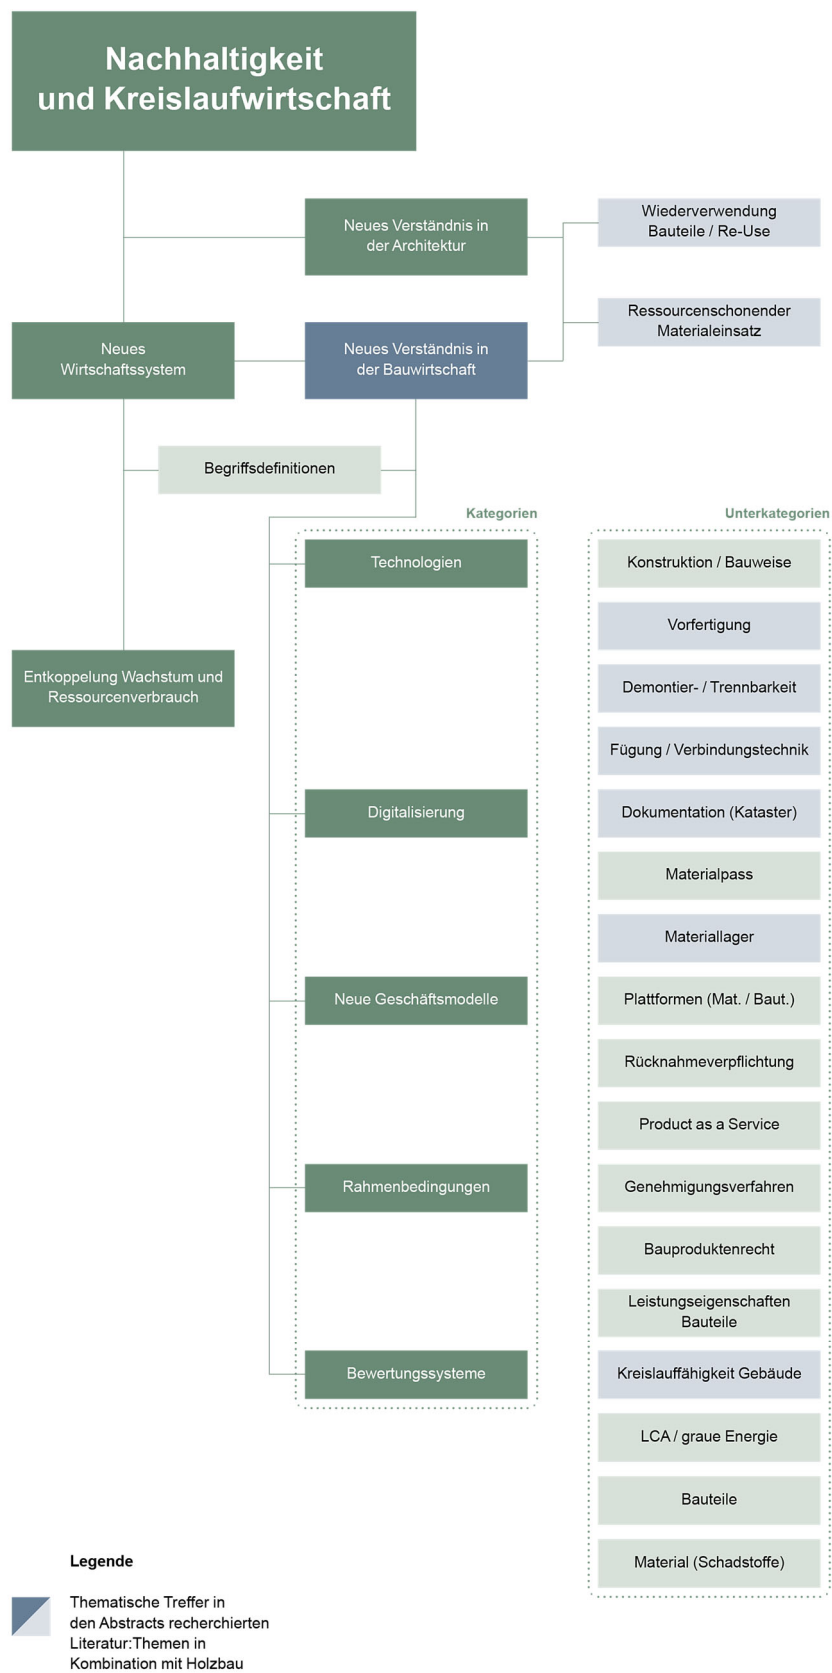 Nachhaltigkeit
und Kreislaufwirtschaft
Neues Verständnis in
der Architektur
Wiederverwendung
Bauteile / Re-Use
Ressourcenschonender
Materialeinsatz
Neues
Wirtschaftssystem
Neues Verständnis in
der Bauwirtschaft
Begriffsdefinitionen
Entkoppelung Wachstum und
Ressourcenverbrauch
Kategorien
Technologien
Digitalisierung
Neue Geschäftsmodelle
Rahmenbedingungen
Bewertungssysteme
Unterkategorien
Konstruktion / Bauweise
Vorfertigung
Demontier- / Trennbarkeit
Fügung / Verbindungstechnik
Dokumentation (Kataster)
Materialpass
Materiallager
Plattformen (Mat. / Baut.)
Rücknahmeverpflichtung
Product as a Service
Genehmigungsverfahren
Bauproduktenrecht
Leistungseigenschaften
Bauteile
Kreislauffähigkeit Gebäude
LCA / graue Energie
Bauteile
Material (Schadstoffe)
Legende
Thematische Treffer in
den Abstracts recherchierten
Literatur:Themen in
Kombination mit Holzbau